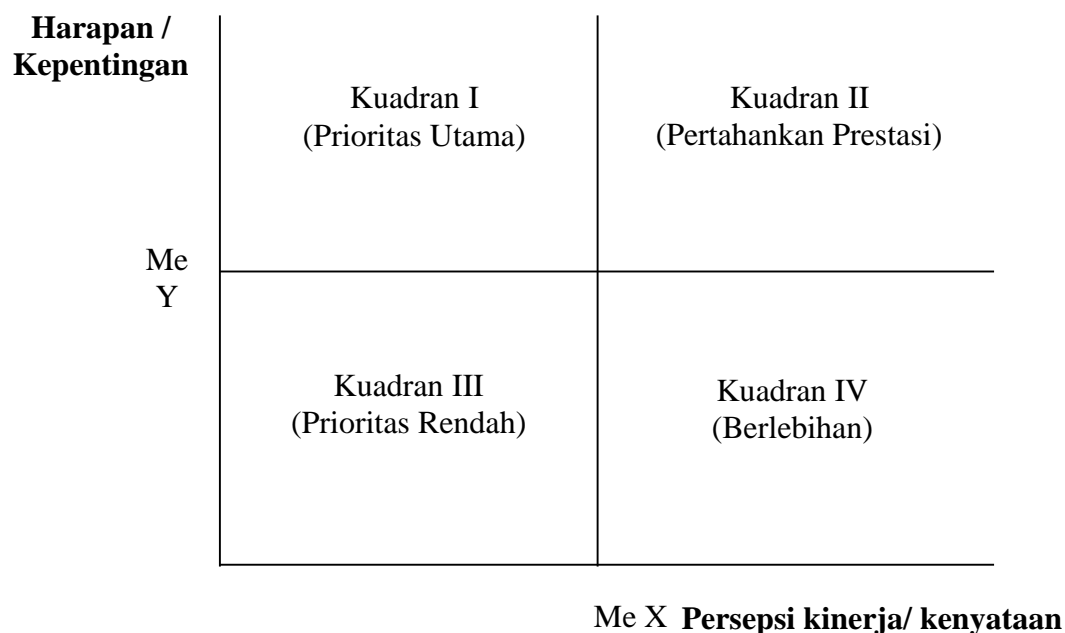 Harapan /
Kepentingan
Kuadran I
(Prioritas Utama)
Kuadran II
(Pertahankan Prestasi)
Me
Y
Kuadran III
(Prioritas Rendah)
Kuadran IV
(Berlebihan)
Me X Persepsi kinerja/ kenyataan